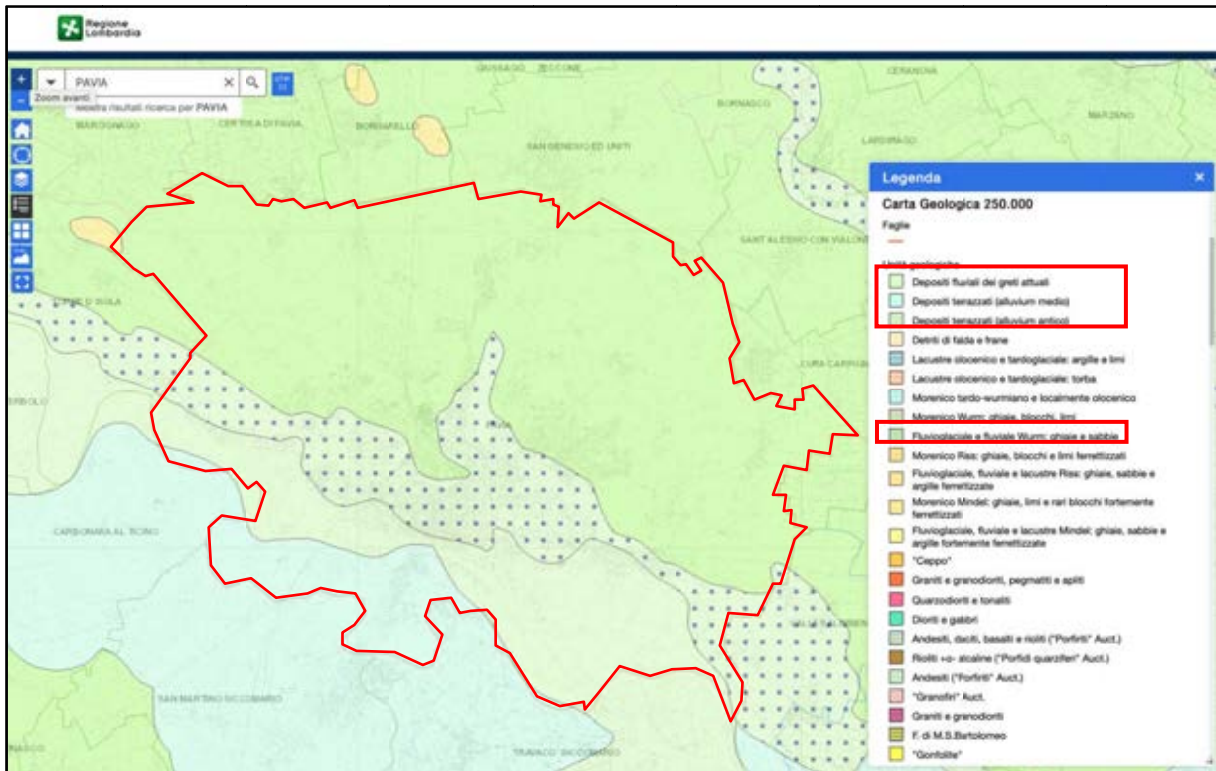 Regione
Lombardia
PAVIA
Zoom avanti
Mostra risultati ricerca per PAVIA
MARCIGNAGO
CERTOSA DI PAVIA
BORGARELLO
SAN GENESIO ED UNITI
GIUSSAGO
ZECCONE
BORNASCO
CERANOVA
LARDIRAGO
MARZANO
SANT'ALESSIO CON VIALONE
CURA CARPIGNANO
CARBONARA AL TICINO
SAN MARTINO SICCOMARIO
TRAVACO' SICCOMARIO
Legenda
Carta Geologica 250.000
Faglie
Unità geologiche
Depositi fluviali dei greti attuali
Depositi terrazzati (alluvium medio)
Depositi terrazzati (alluvium antico)
Detriti di falda e frane
Lacustre olocenico e tardoglaciale: argille e limi
Lacustre olocenico e tardoglaciale: torba
Morenico tardo-wurmiano e localmente olocenico
Morenico Wurm: ghiaie, blocchi, limi
Fluvioglaciale e fluviale Wurm: ghiaie e sabbie
Morenico Riss: ghiaie, blocchi e limi ferrettizzati
Fluvioglaciale, fluviale e lacustre Riss: ghiaie, sabbie e
argille ferrettizzate
Morenico Mindel: ghiaie, limi e rari blocchi fortemente
ferrettizzati
Fluvioglaciale, fluviale e lacustre Mindel: ghiaie, sabbie e
argille fortemente ferrettizzate
"Ceppo"
Graniti e granodioriti, pegmatiti e apliti
Quarzodioriti e tonaliti
Dioriti e gabbri
Andesiti, daciti, basalti e rioliti ("Porfiriti" Auct.)
Rioliti +o- alcaline ("Porfidi quarziferi" Auct.)
Andesiti ("Porfiriti" Auct.)
"Granofiri" Auct.
Graniti e granodioriti
F. di M.S.Bartolomeo
"Gonfolite"